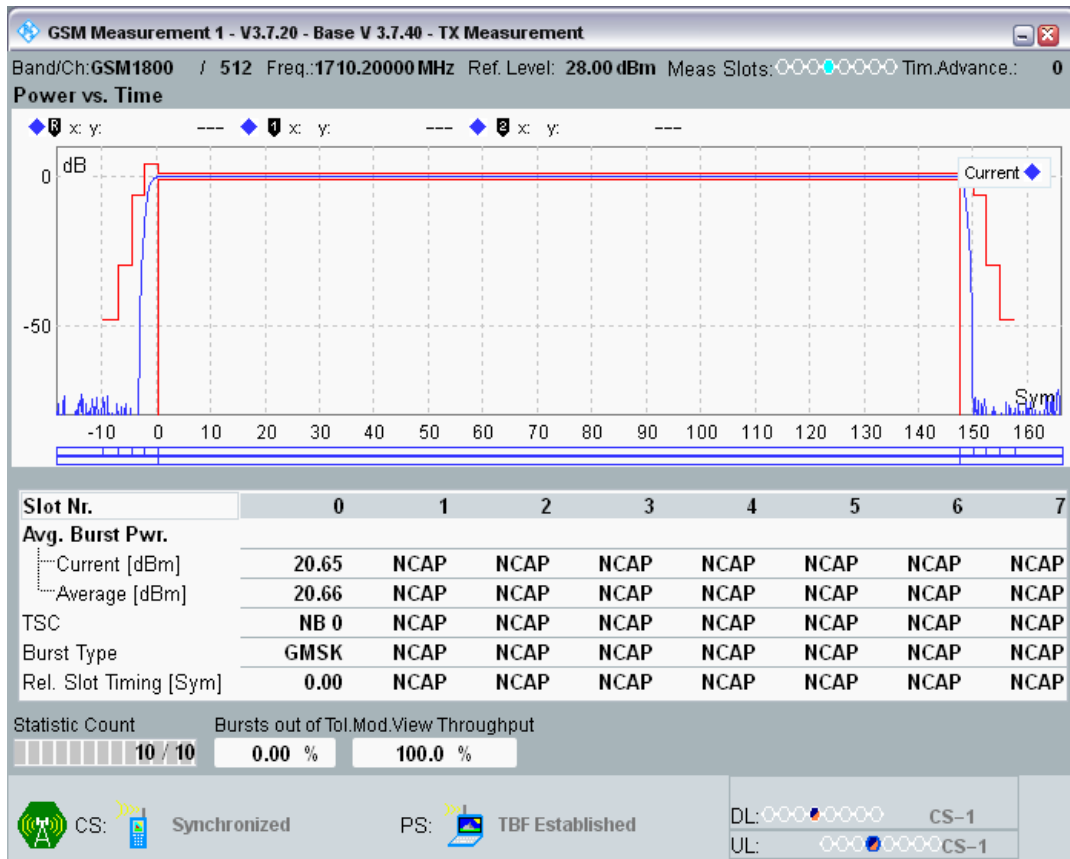 GSM Measurement 1 - V3.7.20 - Base V 3.7.40 - TX Measurement
Band/Ch:GSM1800 / 512 Freq.:1710.20000 MHz Ref. Level: 28.00 dBm Meas Slots: Tim.Advance.: 0
Power vs. Time
R x: y: --- 1 x: y: --- 2 x: y: ---
dB
Current
0
-50
Sym
-10 0 10 20 30 40 50 60 70 80 90 100 110 120 130 140 150 160
Slot Nr. 0 1 2 3 4 5 6 7
Avg. Burst Pwr.
Current [dBm] 20.65 NCAP NCAP NCAP NCAP NCAP NCAP NCAP
Average [dBm] 20.66 NCAP NCAP NCAP NCAP NCAP NCAP NCAP
TSC NB 0 NCAP NCAP NCAP NCAP NCAP NCAP NCAP
Burst Type GMSK NCAP NCAP NCAP NCAP NCAP NCAP NCAP
Rel. Slot Timing [Sym] 0.00 NCAP NCAP NCAP NCAP NCAP NCAP NCAP
Statistic Count Bursts out of Tol.Mod.View Throughput
10 / 10 0.00 % 100.0 %
CS: Synchronized PS: TBF Established
DL: CS-1
UL: CS-1